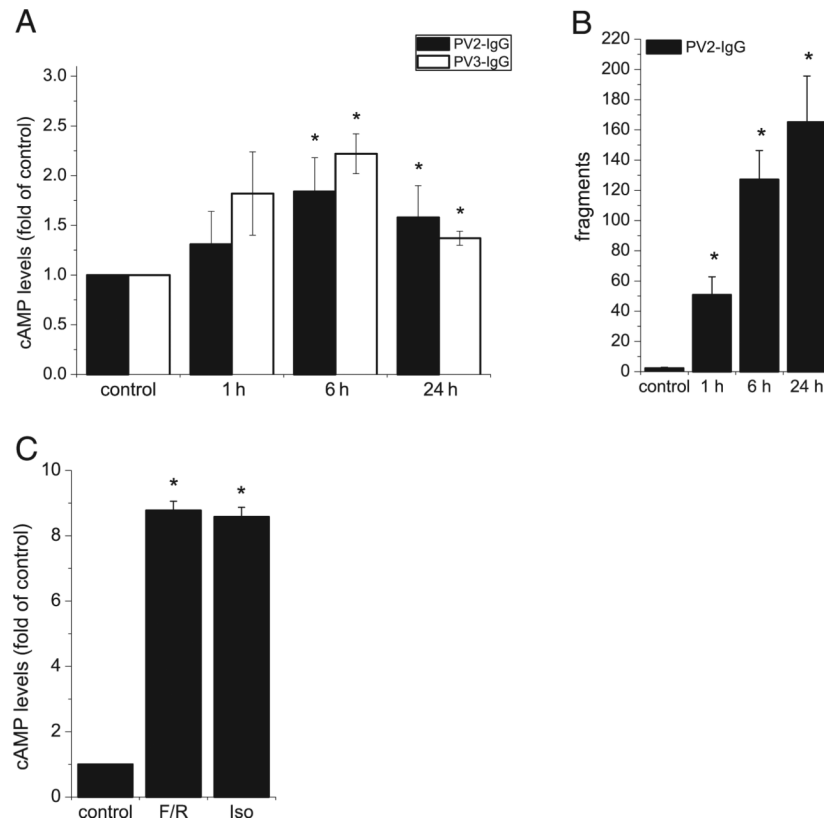 A
PV2-IgG
PV3-IgG
cAMP levels (fold of control)
3.0
2.5
2.0
1.5
1.0
0.5
0.0
* * * *
control 1 h 6 h 24 h
B
PV2-IgG
fragments
220
200
180
160
140
120
100
80
60
40
20
0
* * *
control 1 h 6 h 24 h
C
cAMP levels (fold of control)
10
8
6
4
2
0
* *
control F/R Iso